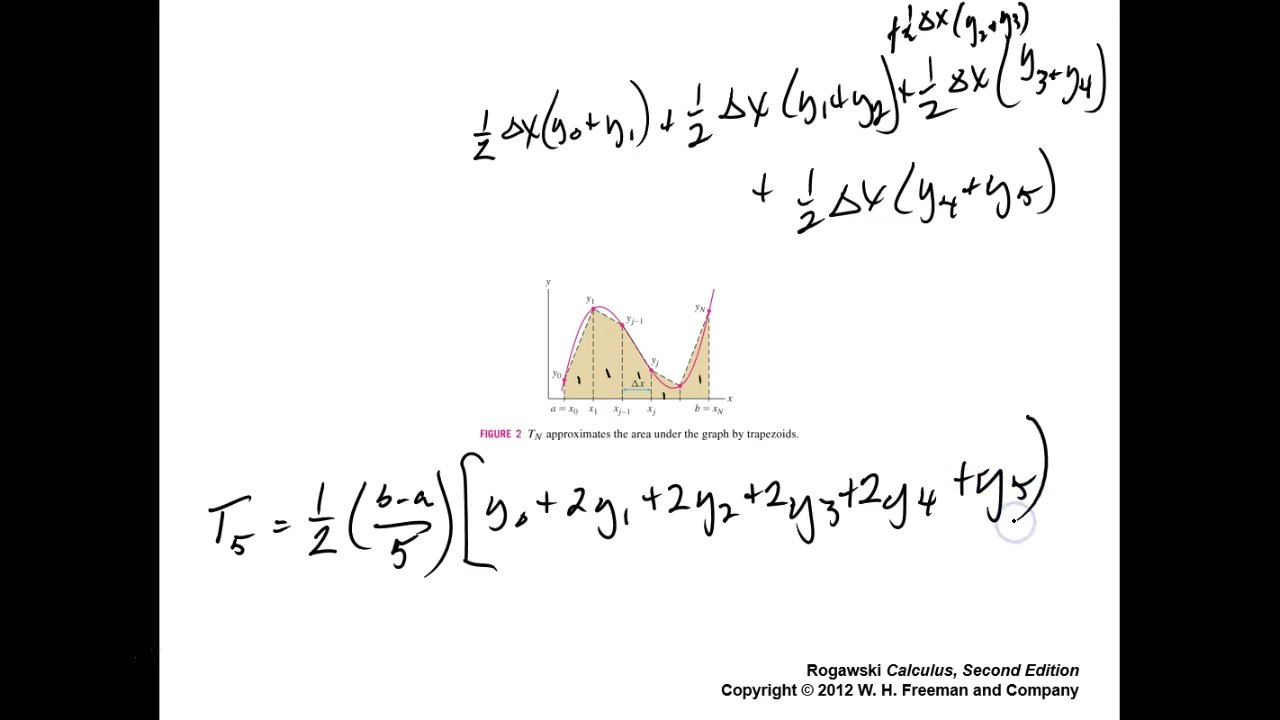 +½Δx(y₂+y₃)
½Δx(y₀+y₁)+½Δx(y₁+y₂)+½Δx(y₃+y₄)
+½Δx(y₄+y₅)
y
y₁
yⱼ₋₁
y_N
yⱼ
y₀
Δx
x
a = x₀ x₁ xⱼ₋₁ xⱼ b = x_N
FIGURE 2 T_N approximates the area under the graph by trapezoids.
T₅ = ½((b-a)/5)[y₀+2y₁+2y₂+2y₃+2y₄+y₅)
Rogawski Calculus, Second Edition
Copyright © 2012 W. H. Freeman and Company